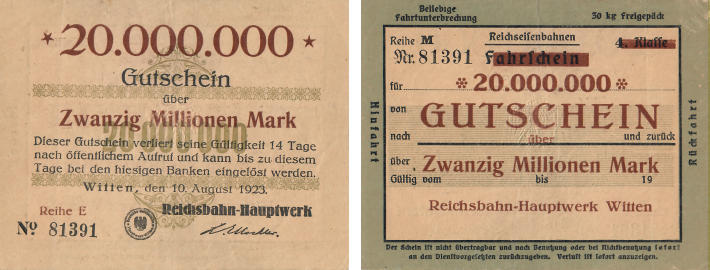 * 20.000.000 *
Gutschein
über
Zwanzig Millionen Mark
20.000.000
Dieser Gutschein verliert seine Gültigkeit 14 Tage
nach öffentlichem Aufruf und kann bis zu diesem
Tage bei den hiesigen Banken eingelöst werden.
Witten, den 10. August 1923.
Reihe E
Reichsbahn-Hauptwerk
No 81391
Beliebige
Fahrtunterbrechung
50 kg Freigepäck
Reihe M
Reichseisenbahnen
4. Klasse
Nr. 81391 Fahrschein
für
* 20.000.000 *
von
GUTSCHEIN
nach
über
und zurück
über
Zwanzig Millionen Mark
Gültig vom bis 19
Reichsbahn-Hauptwerk Witten
Hinfahrt
Rückfahrt
Der Schein ist nicht übertragbar und nach Benutzung oder bei Nichtbenutzung sofort
an den Dienstvorgesetzten zurückzugeben. Verlust ist sofort anzuzeigen.